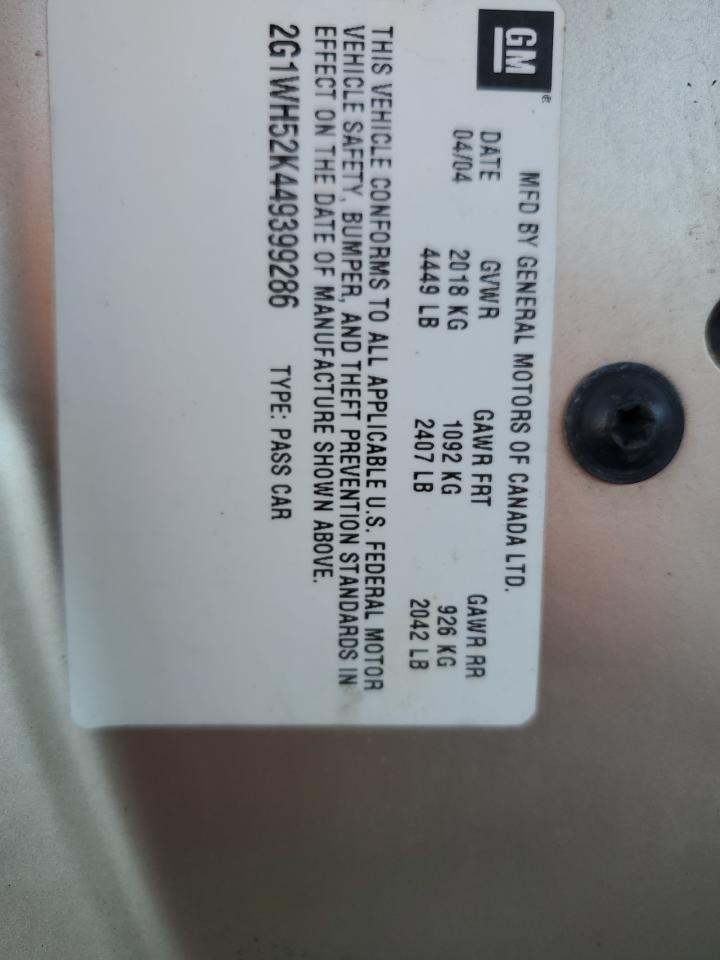 GM
MFD BY GENERAL MOTORS OF CANADA LTD.
DATE GVWR GAWR FRT GAWR RR
04/04 2018 KG 1092 KG 926 KG
4449 LB 2407 LB 2042 LB
THIS VEHICLE CONFORMS TO ALL APPLICABLE U.S. FEDERAL MOTOR
VEHICLE SAFETY, BUMPER, AND THEFT PREVENTION STANDARDS IN
EFFECT ON THE DATE OF MANUFACTURE SHOWN ABOVE.
2G1WH52K449399286 TYPE: PASS CAR